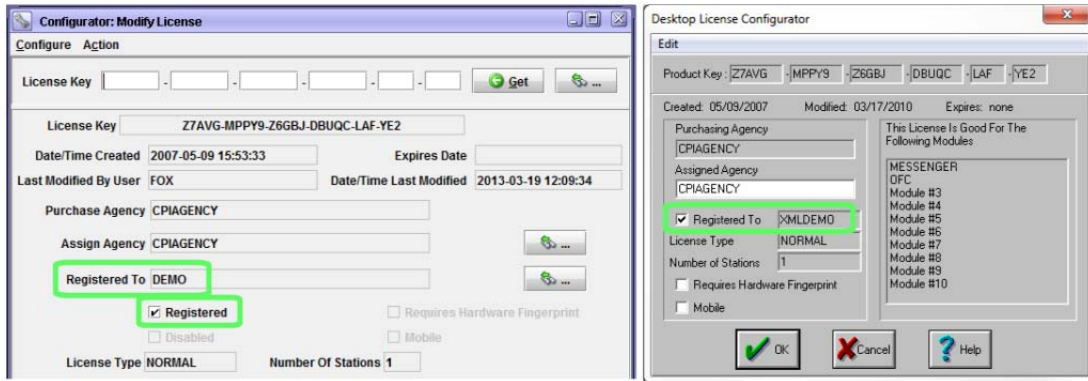 Configurator: Modify License
Configure Action
License Key - - - - - Get ...
License Key Z7AVG-MPPY9-Z6GBJ-DBUQC-LAF-YE2
Date/Time Created 2007-05-09 15:53:33 Expires Date
Last Modified By User FOX Date/Time Last Modified 2013-03-19 12:09:34
Purchase Agency CPIAGENCY
Assign Agency CPIAGENCY ...
Registered To DEMO ...
Registered Requires Hardware Fingerprint
Disabled Mobile
License Type NORMAL Number Of Stations 1
Desktop License Configurator
Edit
Product Key: Z7AVG -MPPY9 -Z6GBJ -DBUQC -LAF -YE2
Created: 05/09/2007 Modified: 03/17/2010 Expires: none
Purchasing Agency
CPIAGENCY
Assigned Agency
CPIAGENCY
Registered To XMLDEMO
License Type NORMAL
Number of Stations 1
Requires Hardware Fingerprint
Mobile
This License Is Good For The
Following Modules
MESSENGER
OFC
Module #3
Module #4
Module #5
Module #6
Module #7
Module #8
Module #9
Module #10
OK Cancel ? Help